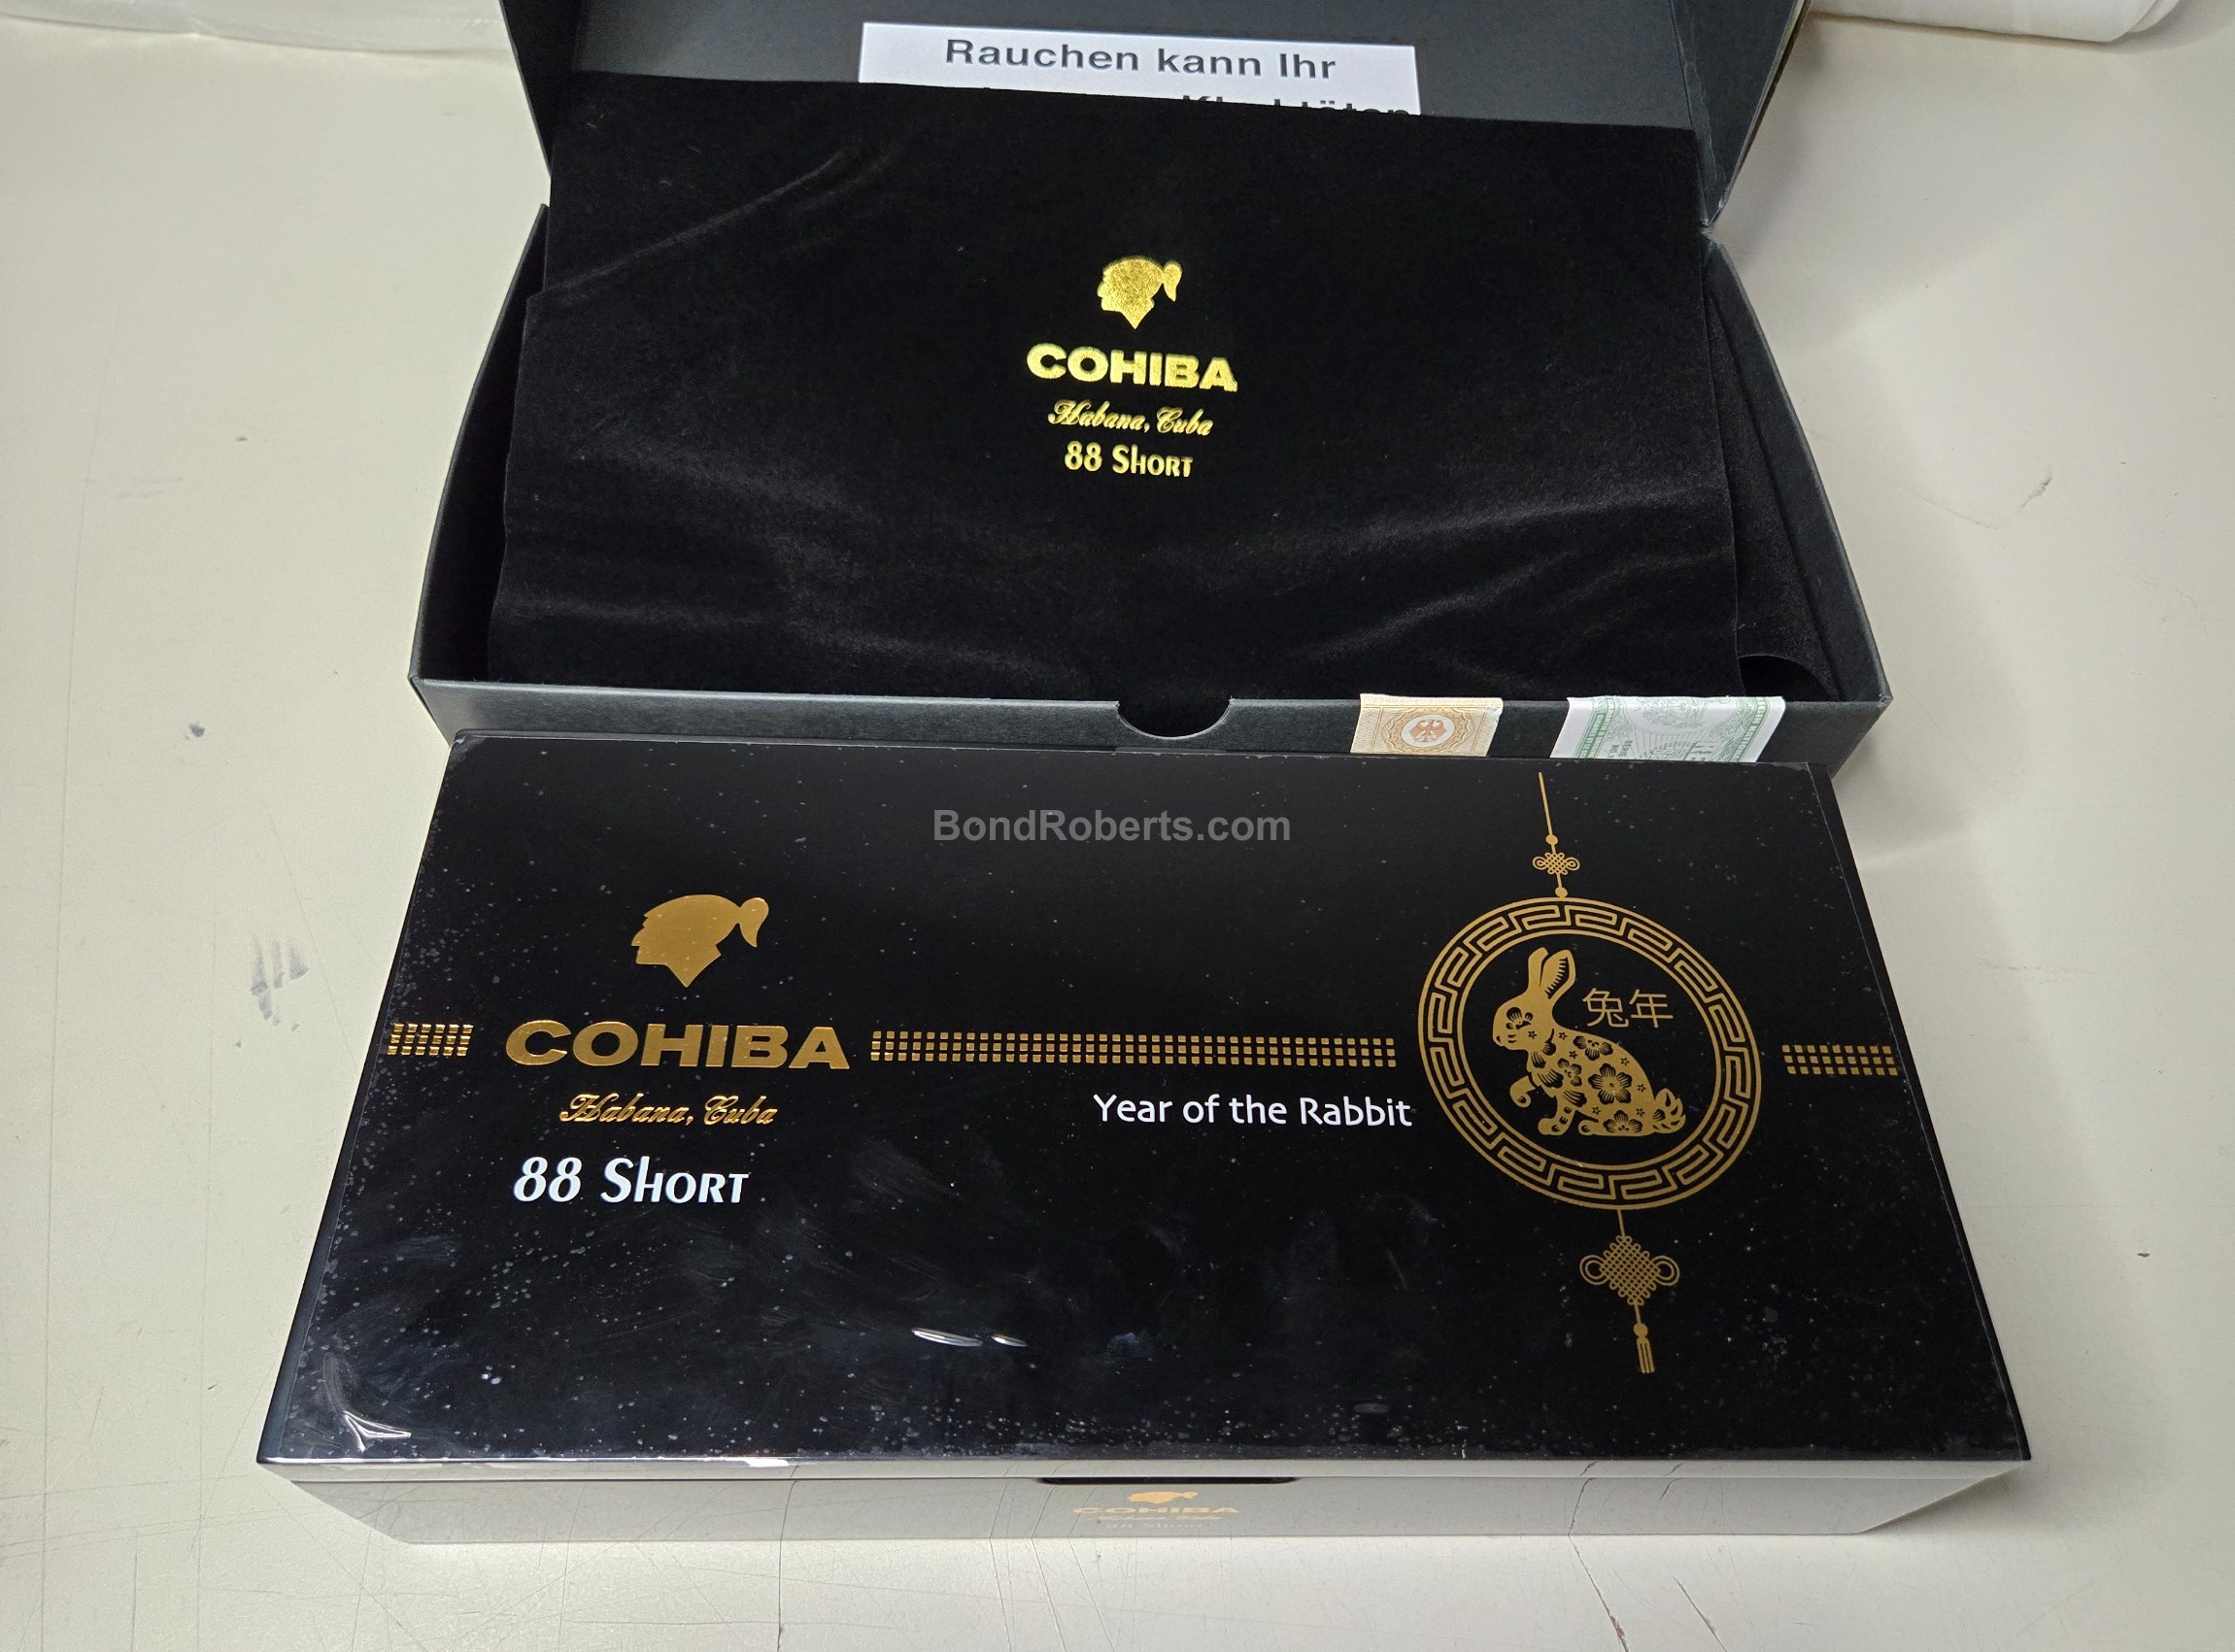 Rauchen kann Ihr
COHIBA
Habana, Cuba
88 Short
BondRoberts.com
兔年
COHIBA
Habana, Cuba
Year of the Rabbit
88 Short
COHIBA